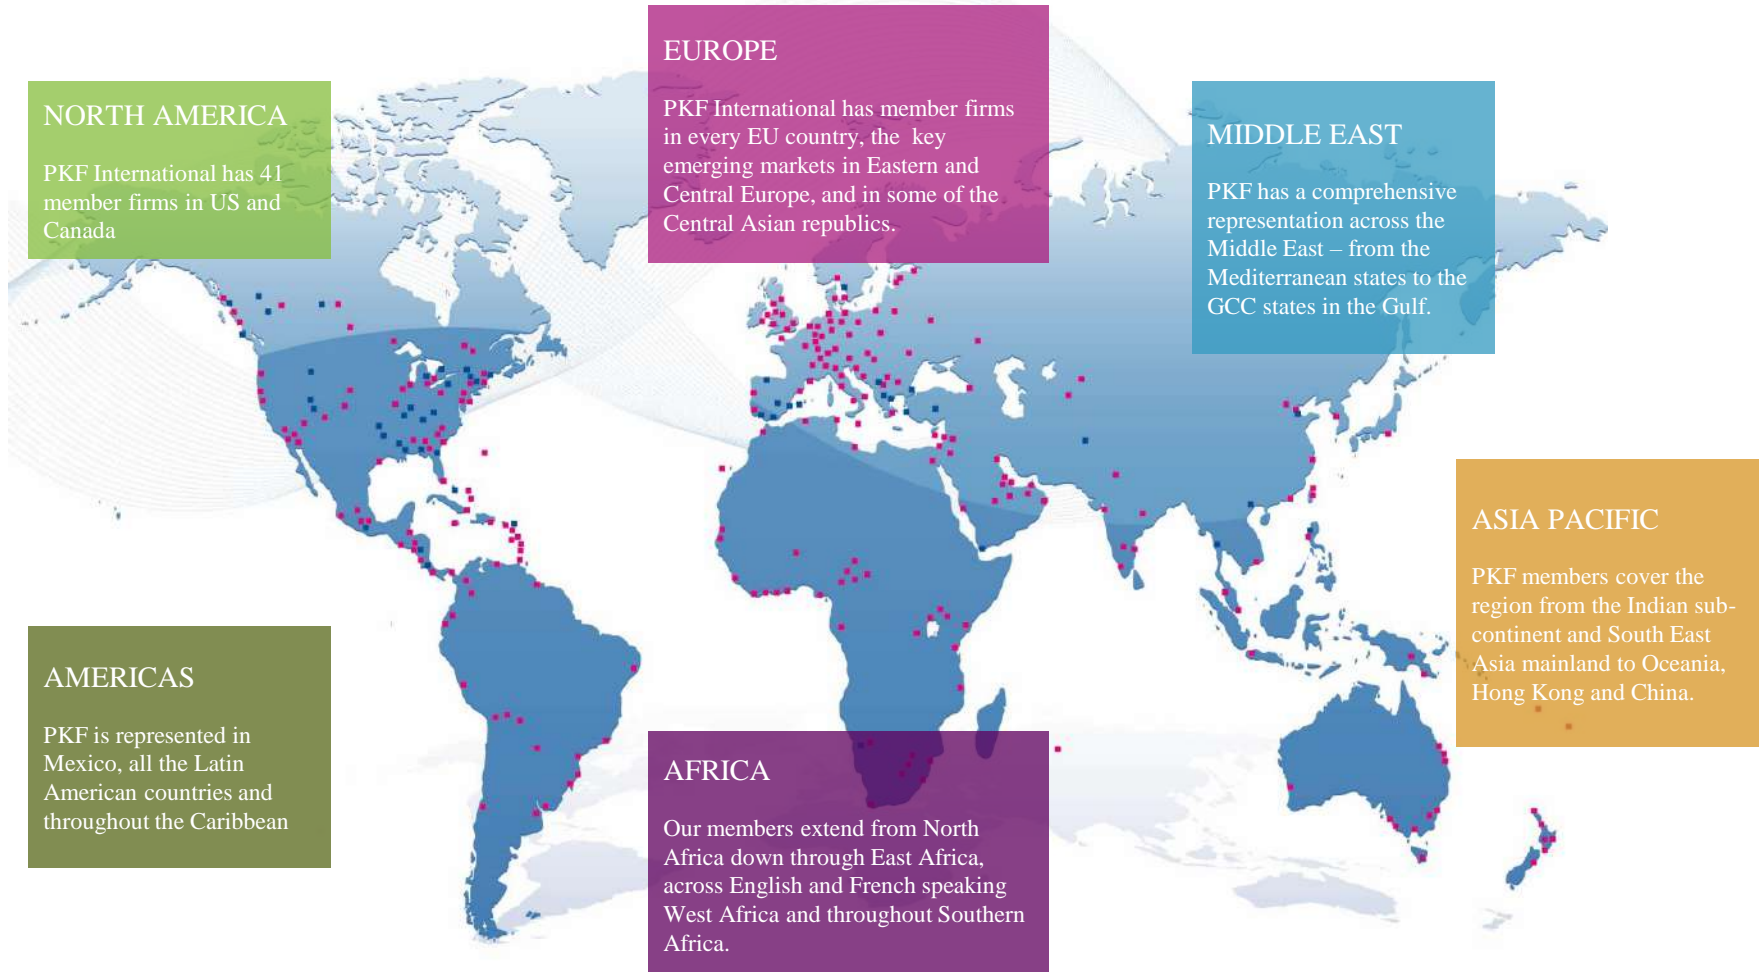 NORTH AMERICA
PKF International has 41
member firms in US and
Canada
EUROPE
PKF International has member firms
in every EU country, the key
emerging markets in Eastern and
Central Europe, and in some of the
Central Asian republics.
MIDDLE EAST
PKF has a comprehensive
representation across the
Middle East – from the
Mediterranean states to the
GCC states in the Gulf.
ASIA PACIFIC
PKF members cover the
region from the Indian sub-
continent and South East
Asia mainland to Oceania,
Hong Kong and China.
AMERICAS
PKF is represented in
Mexico, all the Latin
American countries and
throughout the Caribbean
AFRICA
Our members extend from North
Africa down through East Africa,
across English and French speaking
West Africa and throughout Southern
Africa.